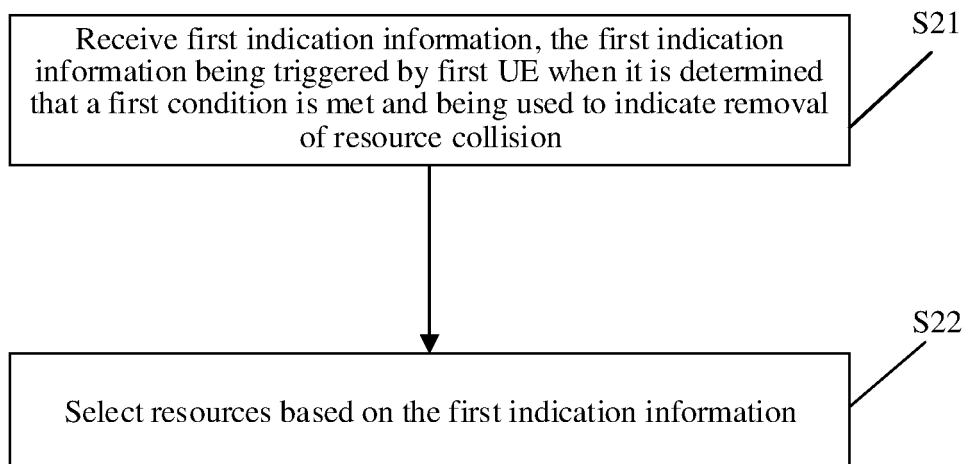 S21
Receive first indication information, the first indication
information being triggered by first UE when it is determined
that a first condition is met and being used to indicate removal
of resource collision
S22
Select resources based on the first indication information